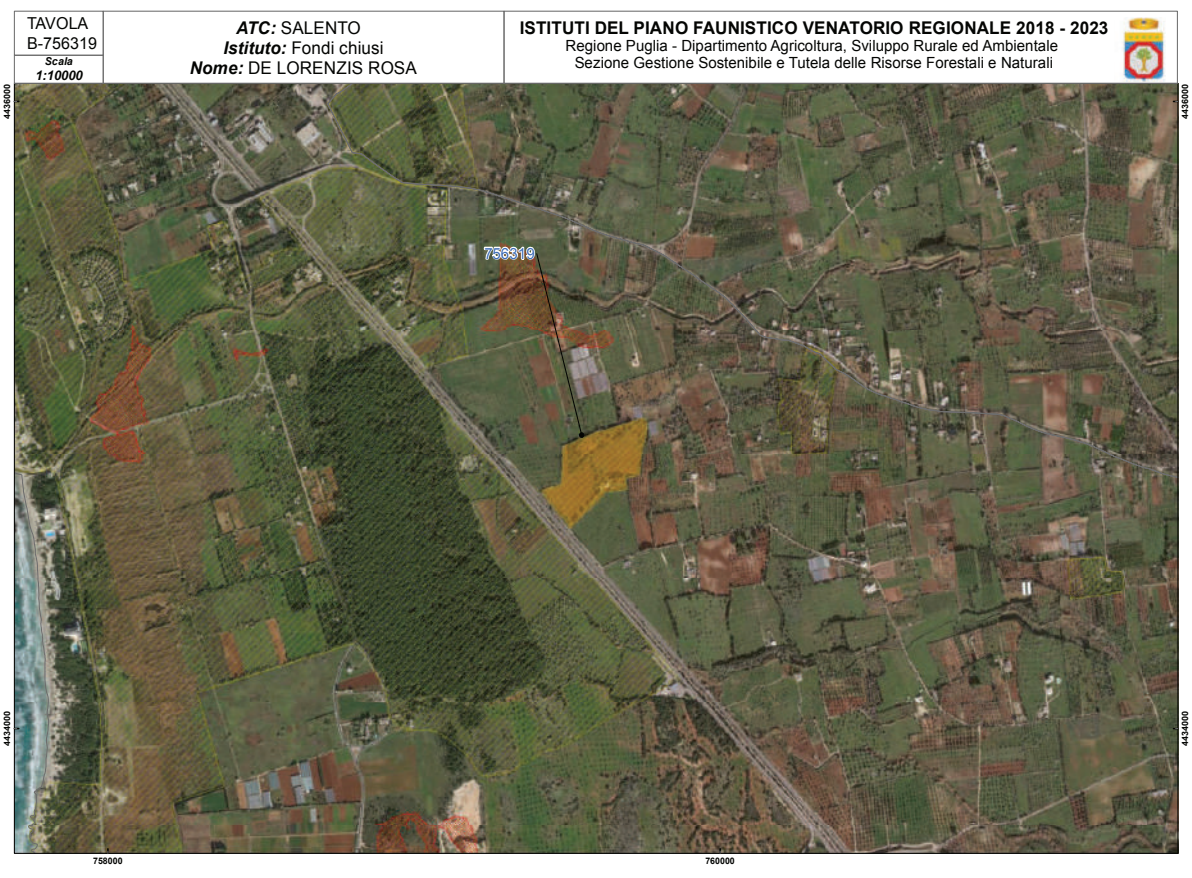 TAVOLA
B-756319
Scala
1:10000
ATC: SALENTO
Istituto: Fondi chiusi
Nome: DE LORENZIS ROSA
ISTITUTI DEL PIANO FAUNISTICO VENATORIO REGIONALE 2018 - 2023
Regione Puglia - Dipartimento Agricoltura, Sviluppo Rurale ed Ambientale
Sezione Gestione Sostenibile e Tutela delle Risorse Forestali e Naturali
4436000
4436000
756319
4434000
4434000
758000
760000